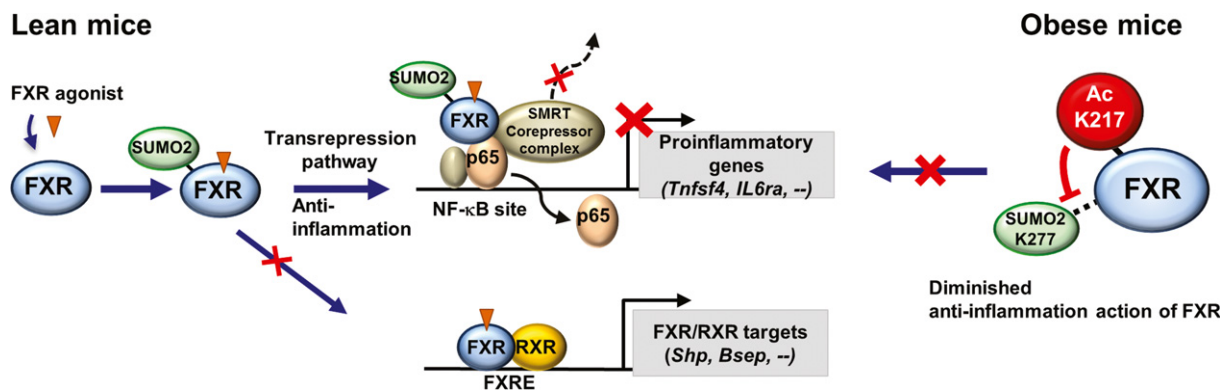 Lean mice
Obese mice
FXR agonist
FXR
SUMO2
FXR
Transrepression
pathway
Anti-
inflammation
SUMO2
FXR
SMRT
Corepressor
complex
p65
NF-κB site
p65
Proinflammatory
genes
(Tnfsf4, IL6ra, --)
Ac
K217
FXR
SUMO2
K277
Diminished
anti-inflammation action of FXR
FXR
RXR
FXRE
FXR/RXR targets
(Shp, Bsep, --)